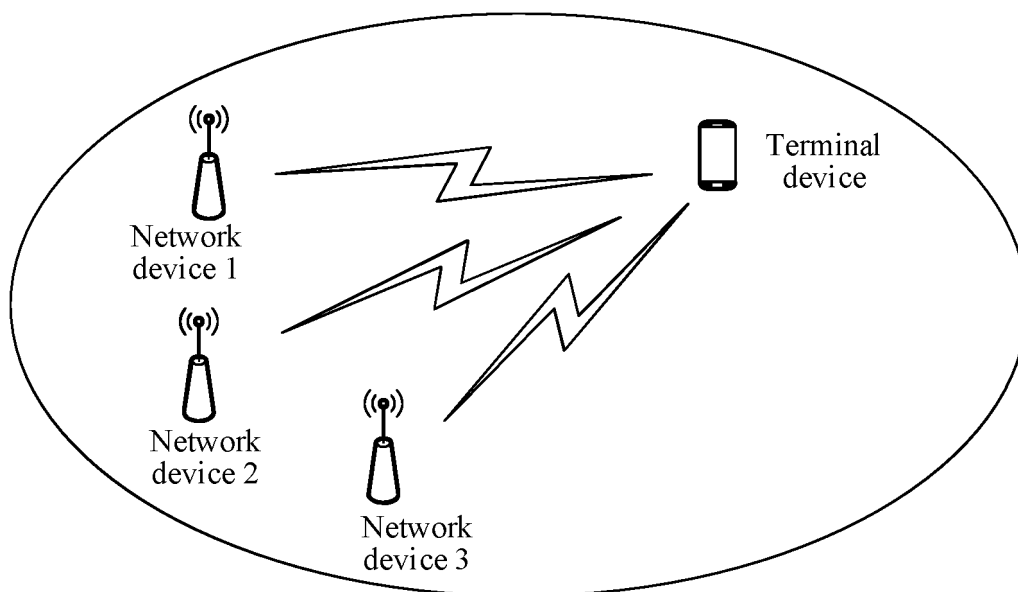 Terminal
device
Network
device 1
Network
device 2
Network
device 3